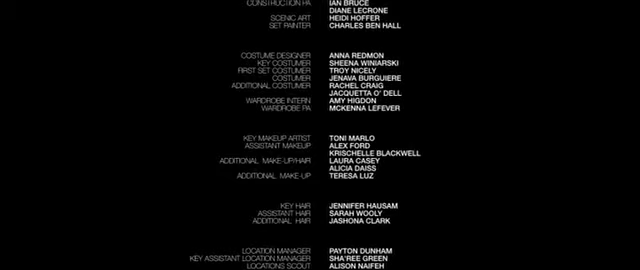 CONSTRUCTION PA IAN BRUCE
DIANE LECRONE
SCENIC ART HEIDI HOFFER
SET PAINTER CHARLES BEN HALL
COSTUME DESIGNER ANNA REDMON
KEY COSTUMER SHEENA WINIARSKI
FIRST SET COSTUMER TROY NICELY
COSTUMER JENAVA BURGUIERE
ADDITIONAL COSTUMER RACHEL CRAIG
JACQUETTA O' DELL
WARDROBE INTERN AMY HIGDON
WARDROBE PA MCKENNA LEFEVER
KEY MAKEUP ARTIST TONI MARLO
ASSISTANT MAKEUP ALEX FORD
KRISCHELLE BLACKWELL
ADDITIONAL MAKE-UP/HAIR LAURA CASEY
ALICIA DAISS
ADDITIONAL MAKE-UP TERESA LUZ
KEY HAIR JENNIFER HAUSAM
ASSISTANT HAIR SARAH WOOLY
ADDITIONAL HAIR JASHONA CLARK
LOCATION MANAGER PAYTON DUNHAM
KEY ASSISTANT LOCATION MANAGER SHA'REE GREEN
LOCATIONS SCOUT ALISON NAIFEH